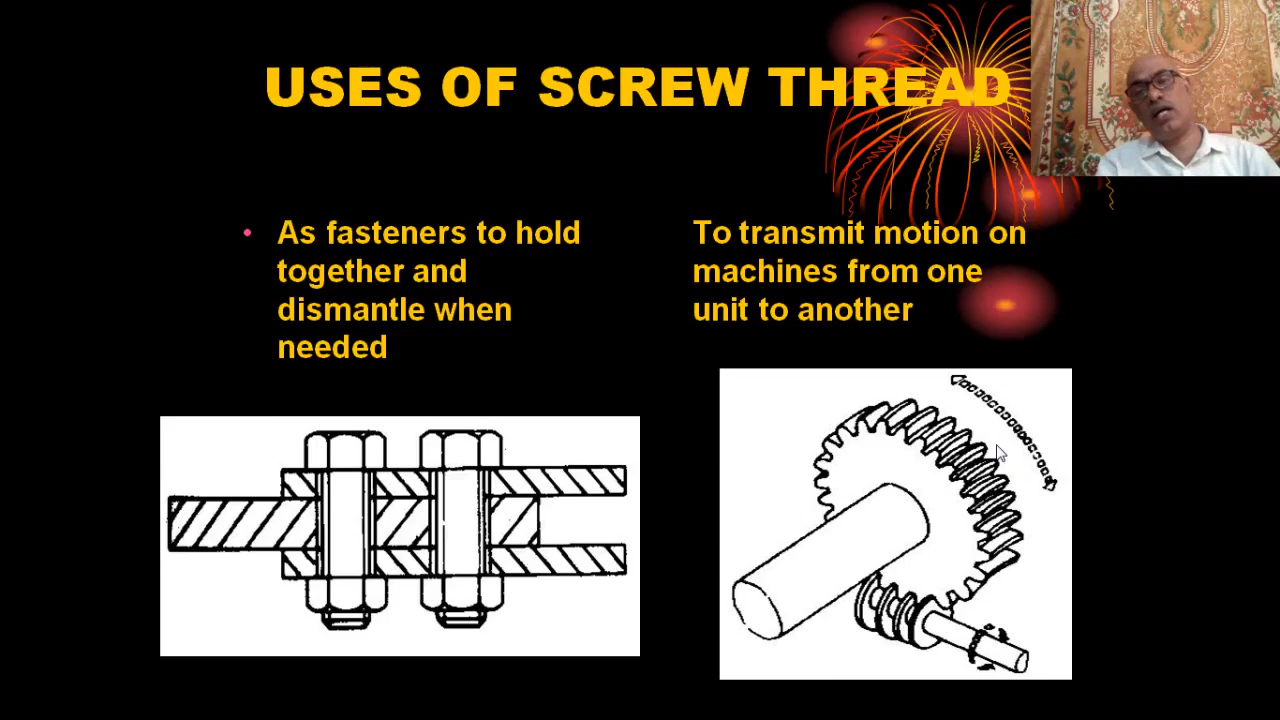 USES OF SCREW THREAD
• As fasteners to hold
together and
dismantle when
needed
To transmit motion on
machines from one
unit to another